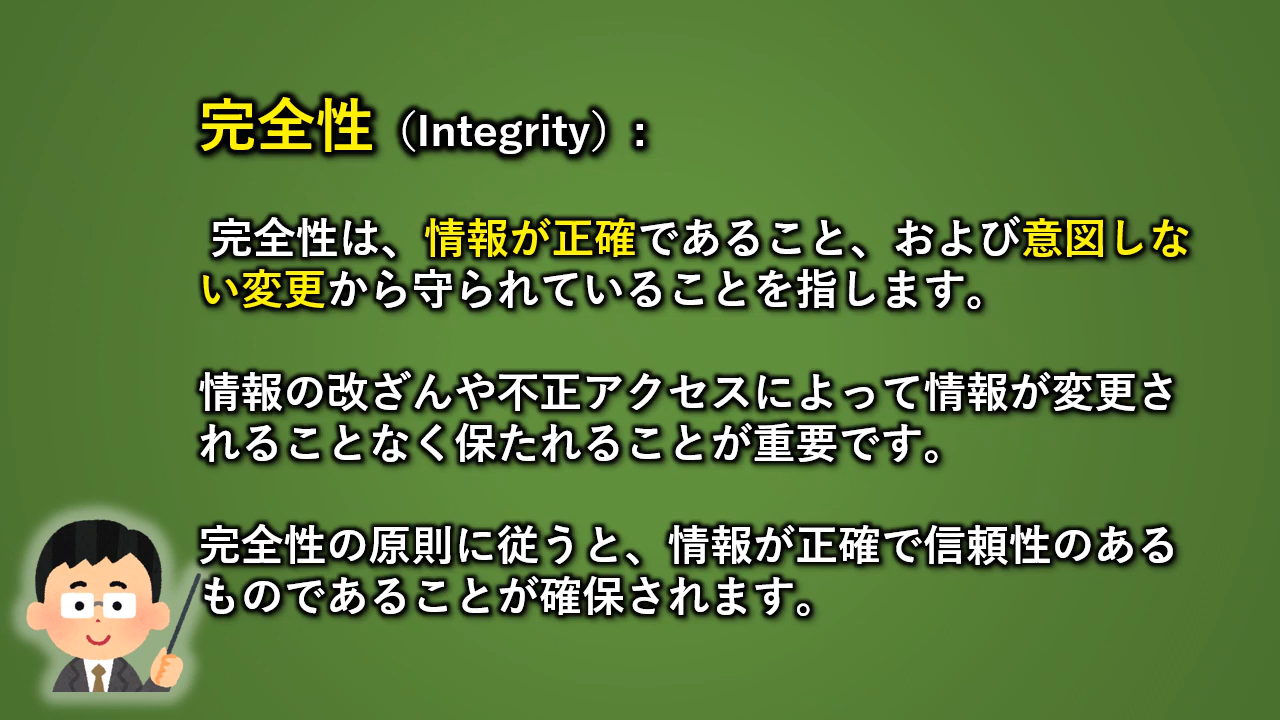 完全性（Integrity）:
完全性は、情報が正確であること、および意図しな
い変更から守られていることを指します。
情報の改ざんや不正アクセスによって情報が変更さ
れることなく保たれることが重要です。
完全性の原則に従うと、情報が正確で信頼性のある
ものであることが確保されます。